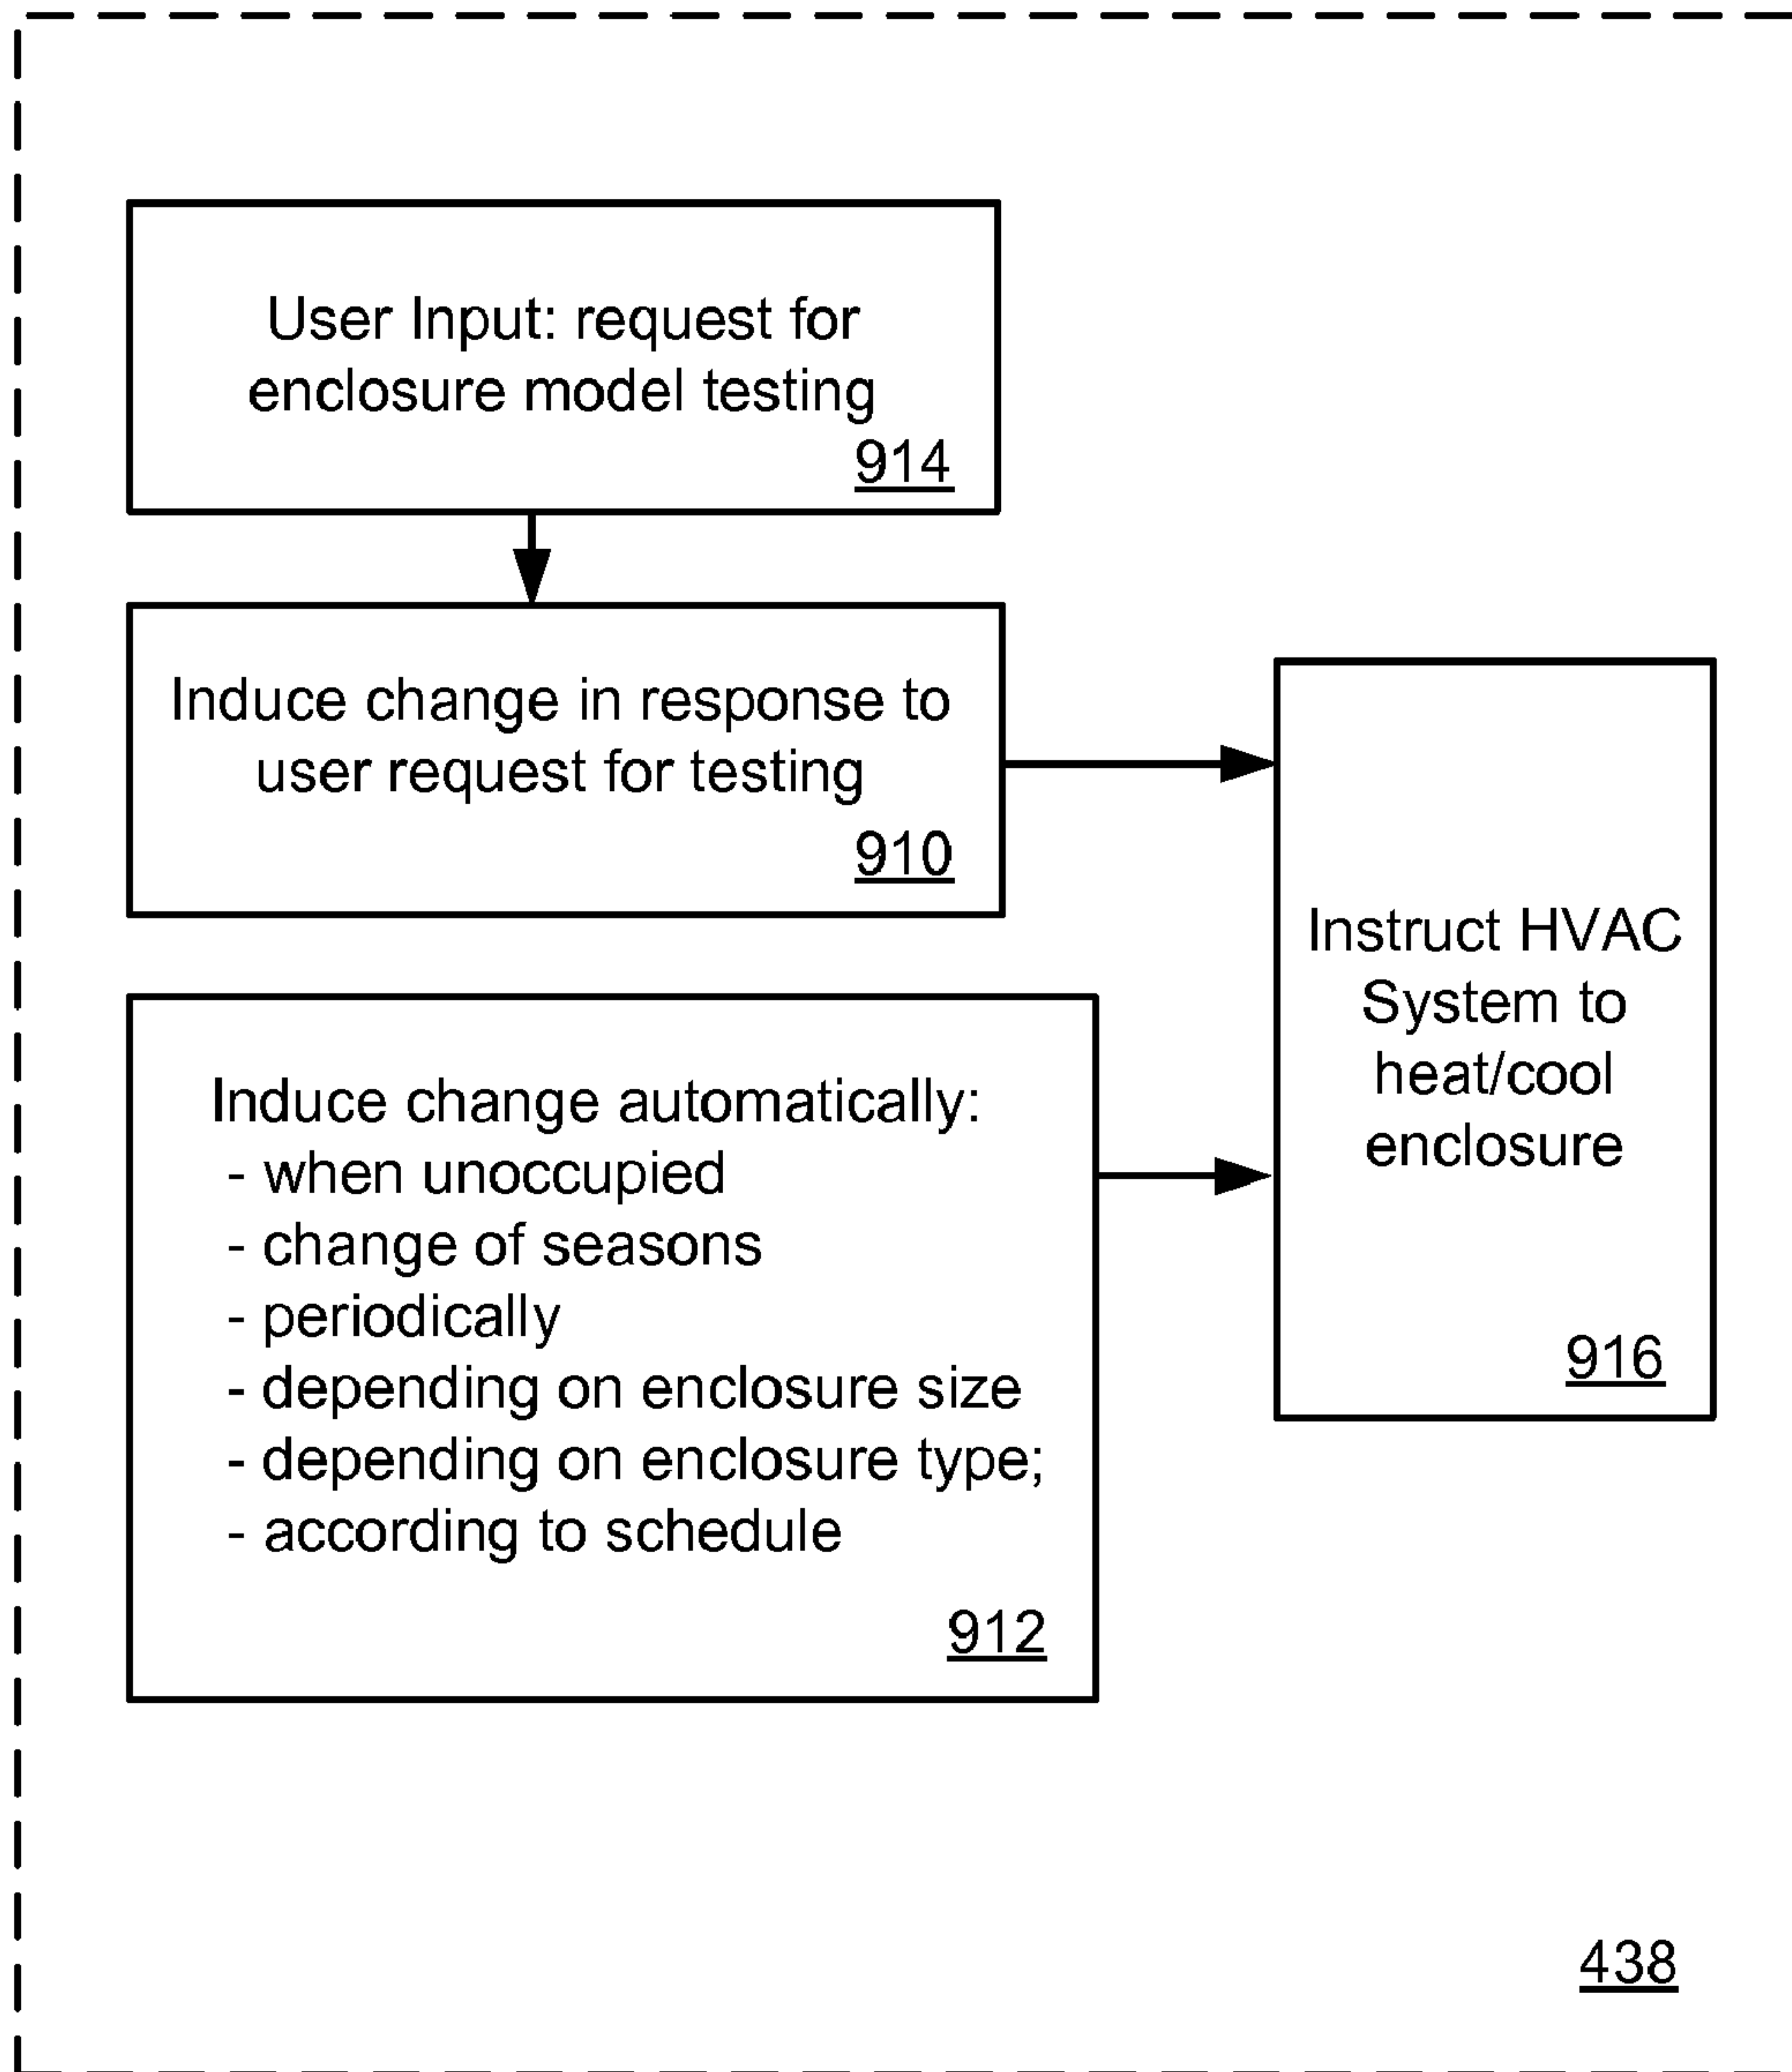 User Input: request for
enclosure model testing
914
Induce change in response to
user request for testing
910
Induce change automatically:
- when unoccupied
- change of seasons
- periodically
- depending on enclosure size
- depending on enclosure type;
- according to schedule
912
Instruct HVAC
System to
heat/cool
enclosure
916
438